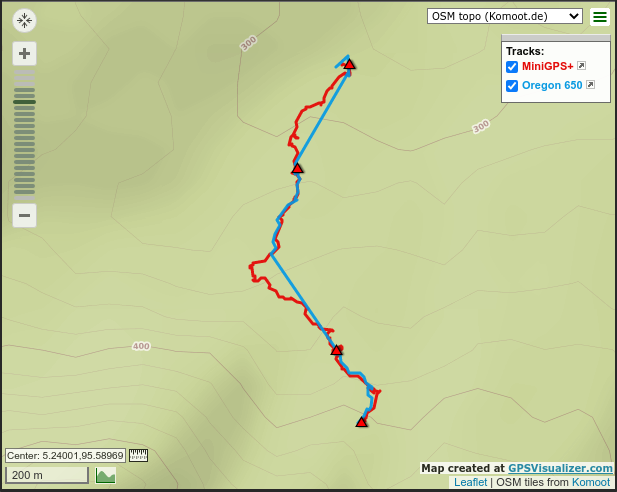 OSM topo (Komoot.de)
Tracks:
MiniGPS+
Oregon 650
300
300
400
Center: 5.24001,95.58969
200 m
Map created at GPSVisualizer.com
Leaflet | OSM tiles from Komoot